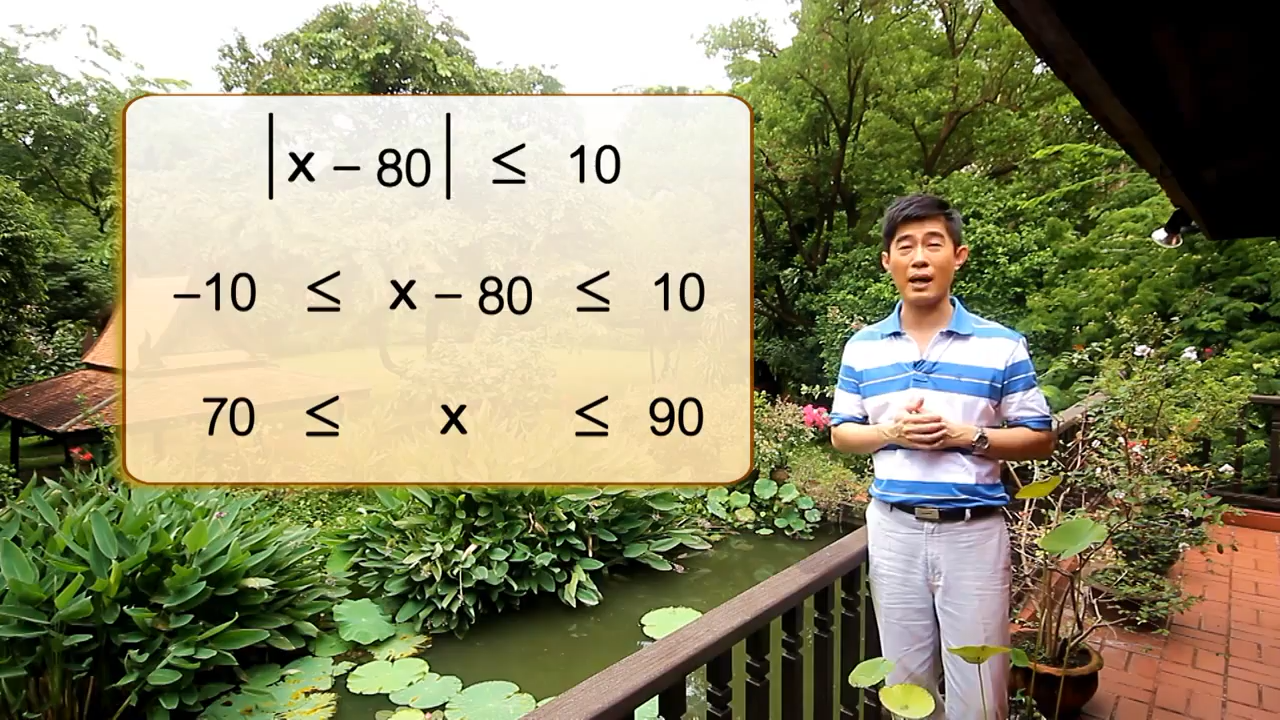 |x – 80| ≤ 10
–10 ≤ x – 80 ≤ 10
70 ≤ x ≤ 90